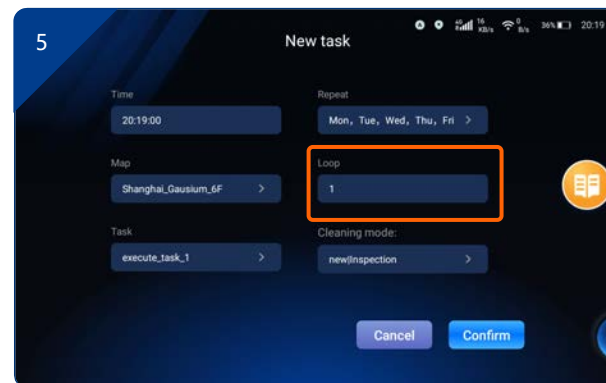 5
New task
36% 20:19
Time
Repeat
20:19:00
Mon, Tue, Wed, Thu, Fri >
Map
Loop
Shanghai_Gausium_6F >
1
Task
Cleaning mode:
execute_task_1 >
new|Inspection >
Cancel
Confirm